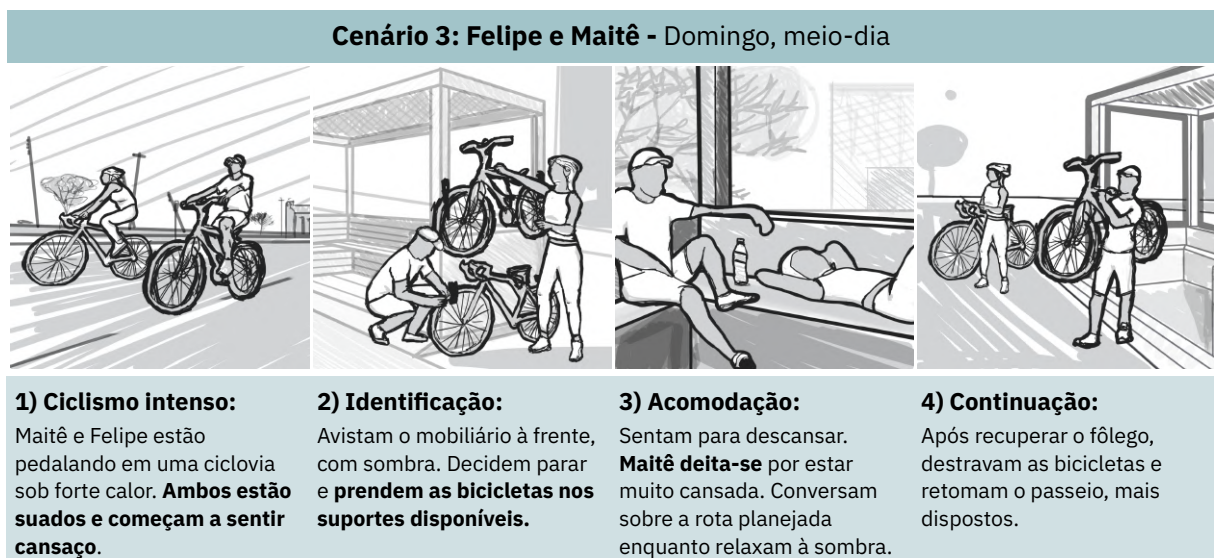 Cenário 3: Felipe e Maitê - Domingo, meio-dia
1) Ciclismo intenso:
Maitê e Felipe estão
pedalando em uma ciclovia
sob forte calor. Ambos estão
suados e começam a sentir
cansaço.
2) Identificação:
Avistam o mobiliário à frente,
com sombra. Decidem parar
e prendem as bicicletas nos
suportes disponíveis.
3) Acomodação:
Sentam para descansar.
Maitê deita-se por estar
muito cansada. Conversam
sobre a rota planejada
enquanto relaxam à sombra.
4) Continuação:
Após recuperar o fôlego,
destravam as bicicletas e
retomam o passeio, mais
dispostos.